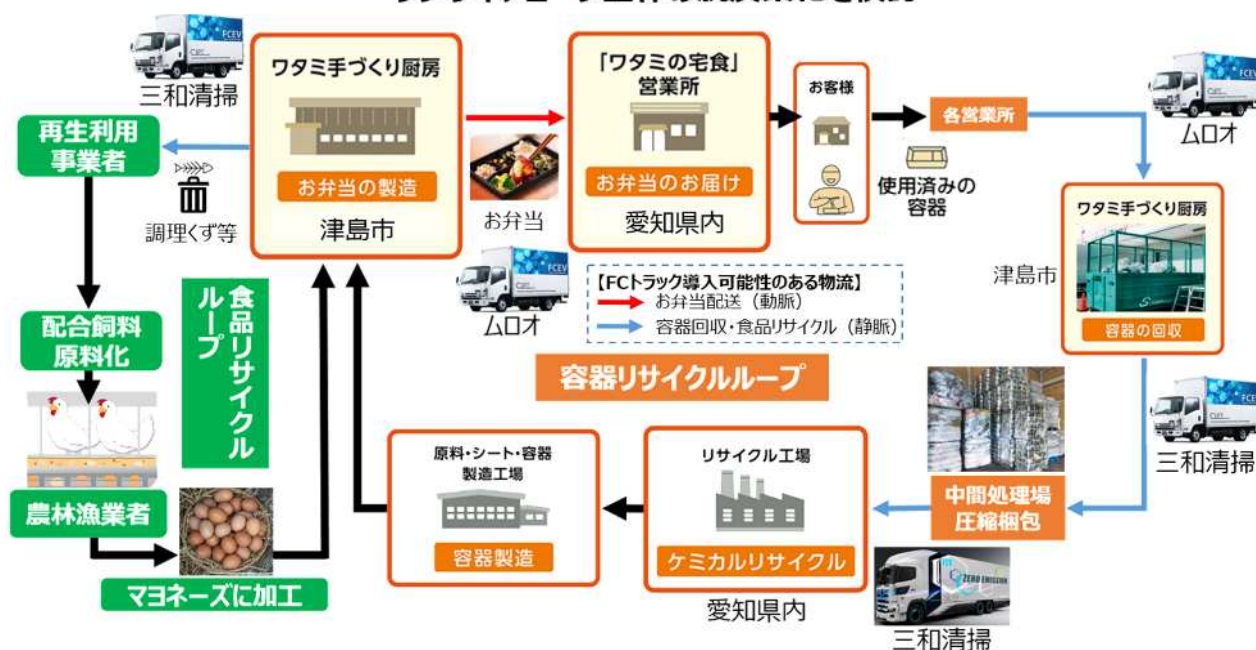 三和清掃
ワタミ手づくり厨房
お弁当の製造
津島市
お弁当
「ワタミの宅食」
営業所
お弁当のお届け
愛知県内
お客様
各営業所
使用済みの
容器
ムロオ
ワタミ手づくり厨房
津島市
容器の回収
再生利用
事業者
調理くず等
ムロオ
【FCトラック導入可能性のある物流】
お弁当配送（動脈）
容器回収・食品リサイクル（静脈）
配合飼料
原料化
食品リサイクル
ループ
容器リサイクルループ
農林漁業者
マヨネーズに加工
原料・シート・容器
製造工場
容器製造
リサイクル工場
ケミカルリサイクル
愛知県内
中間処理場
圧縮梱包
三和清掃
ZERO EMISSION
三和清掃
FCEV
FCEV
FCEV
FCEV